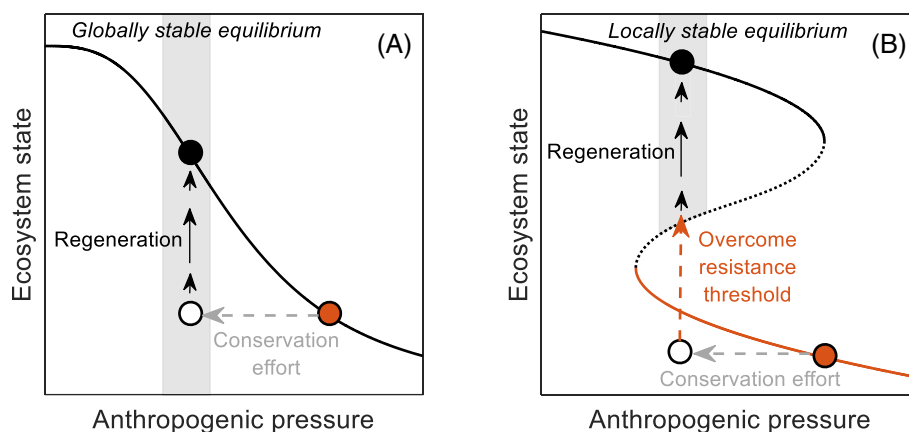 Globally stable equilibrium
(A)
Ecosystem state
Regeneration
Conservation
effort
Anthropogenic pressure
Locally stable equilibrium
(B)
Ecosystem state
Regeneration
Overcome
resistance
threshold
Conservation effort
Anthropogenic pressure